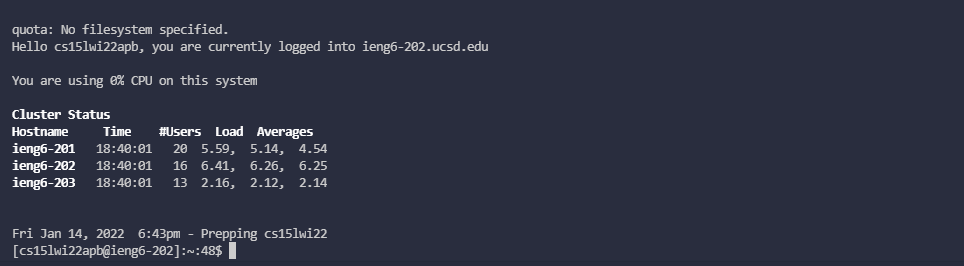 quota: No filesystem specified.
Hello cs15lwi22apb, you are currently logged into ieng6-202.ucsd.edu
You are using 0% CPU on this system
Cluster Status
Hostname     Time    #Users  Load  Averages
ieng6-201   18:40:01   20  5.59,  5.14,  4.54
ieng6-202   18:40:01   16  6.41,  6.26,  6.25
ieng6-203   18:40:01   13  2.16,  2.12,  2.14
Fri Jan 14, 2022  6:43pm - Prepping cs15lwi22
[cs15lwi22apb@ieng6-202]:~:48$